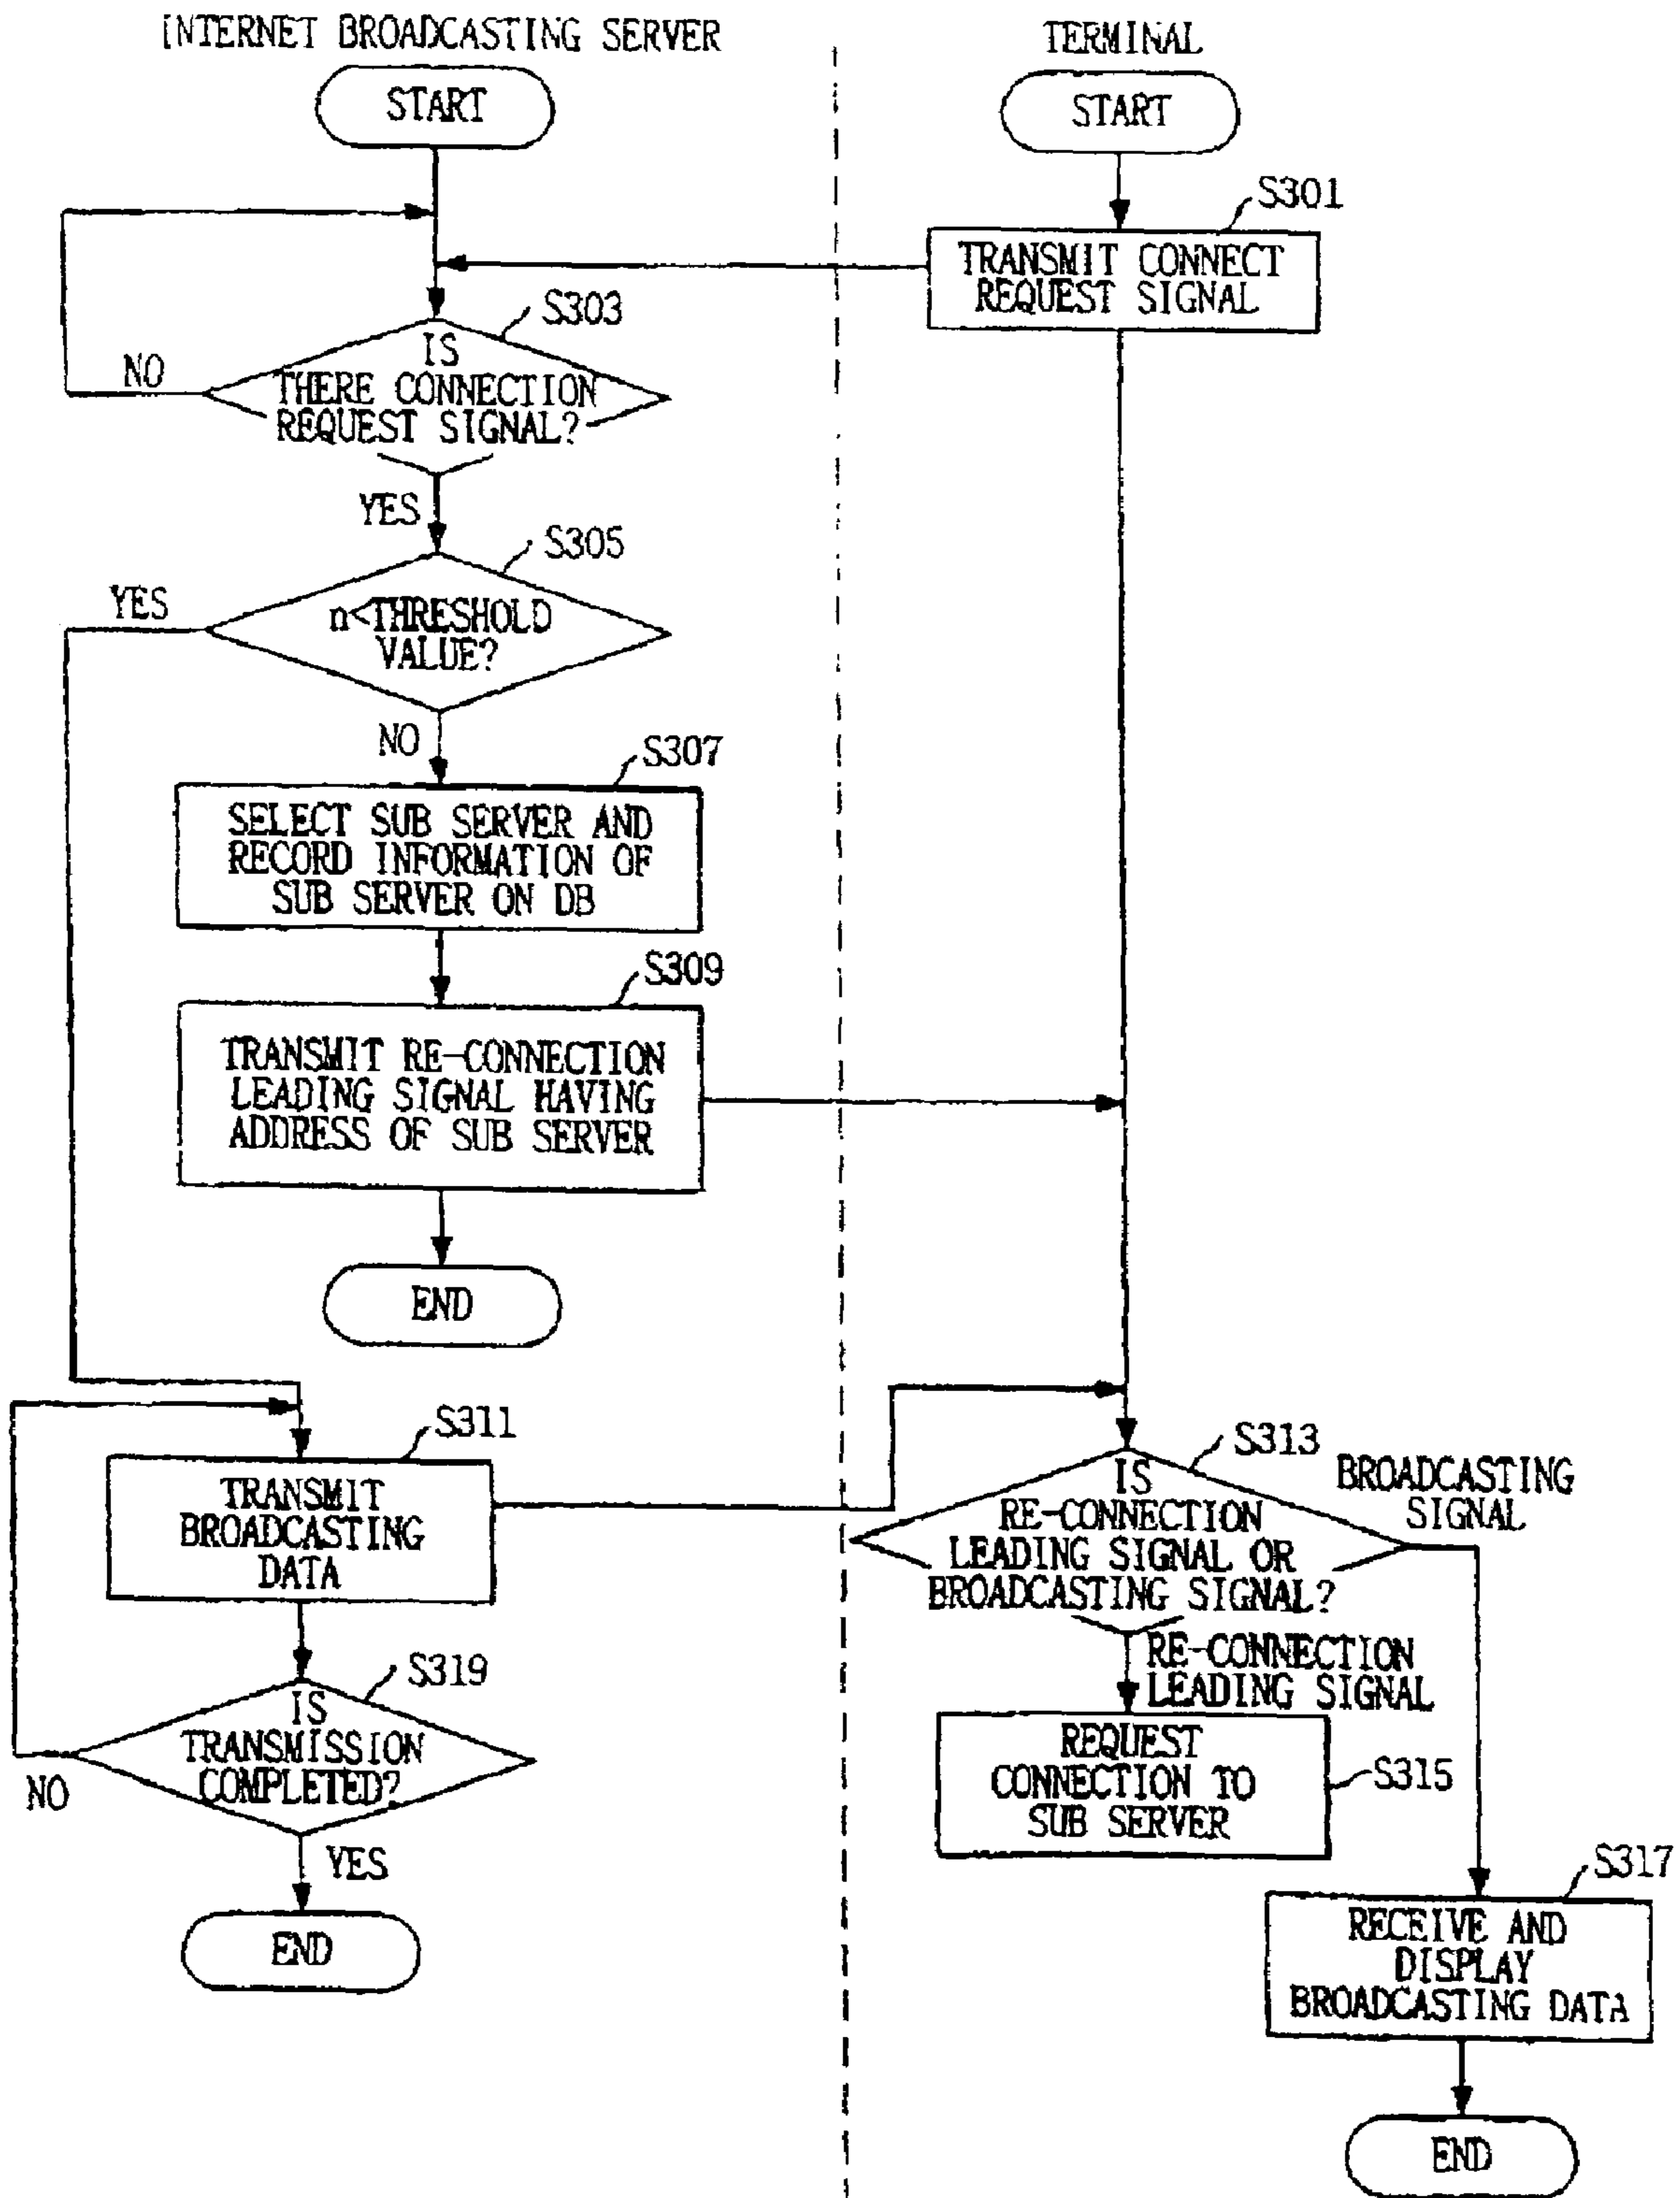 INTERNET BROADCASTING SERVER
TERMINAL
START
START
S301
TRANSMIT CONNECT
REQUEST SIGNAL
S303
IS
THERE CONNECTION
REQUEST SIGNAL?
NO
YES
S305
n<THRESHOLD
VALUE?
YES
NO
S307
SELECT SUB SERVER AND
RECORD INFORMATION OF
SUB SERVER ON DB
S309
TRANSMIT RE-CONNECTION
LEADING SIGNAL HAVING
ADDRESS OF SUB SERVER
END
S311
TRANSMIT
BROADCASTING
DATA
S313
IS
RE-CONNECTION
LEADING SIGNAL OR
BROADCASTING SIGNAL?
BROADCASTING
SIGNAL
RE-CONNECTION
LEADING SIGNAL
S319
IS
TRANSMISSION
COMPLETED?
NO
YES
END
REQUEST
CONNECTION TO
SUB SERVER
S315
S317
RECEIVE AND
DISPLAY
BROADCASTING DATA
END